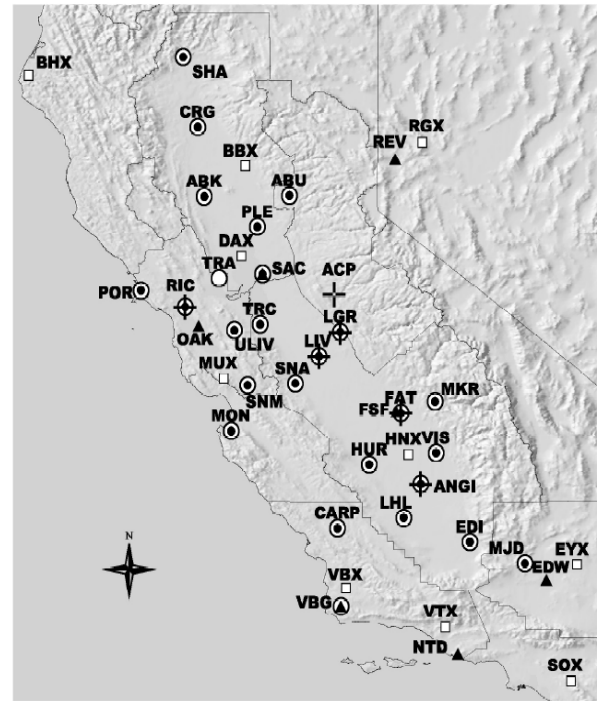 BHX
SHA
CRG
RGX
REV
BBX
ABK
ABU
PLE
DAX
TRA
SAC
ACP
POR
RIC
TRC
LGR
OAK
ULIV
LIV
MUX
SNA
SNM
MKR
FAT
FSF
MON
HNX
VIS
HUR
ANGI
LHL
CARP
EDI
N
MJD
EYX
EDW
VBX
VBG
VTX
NTD
SOX